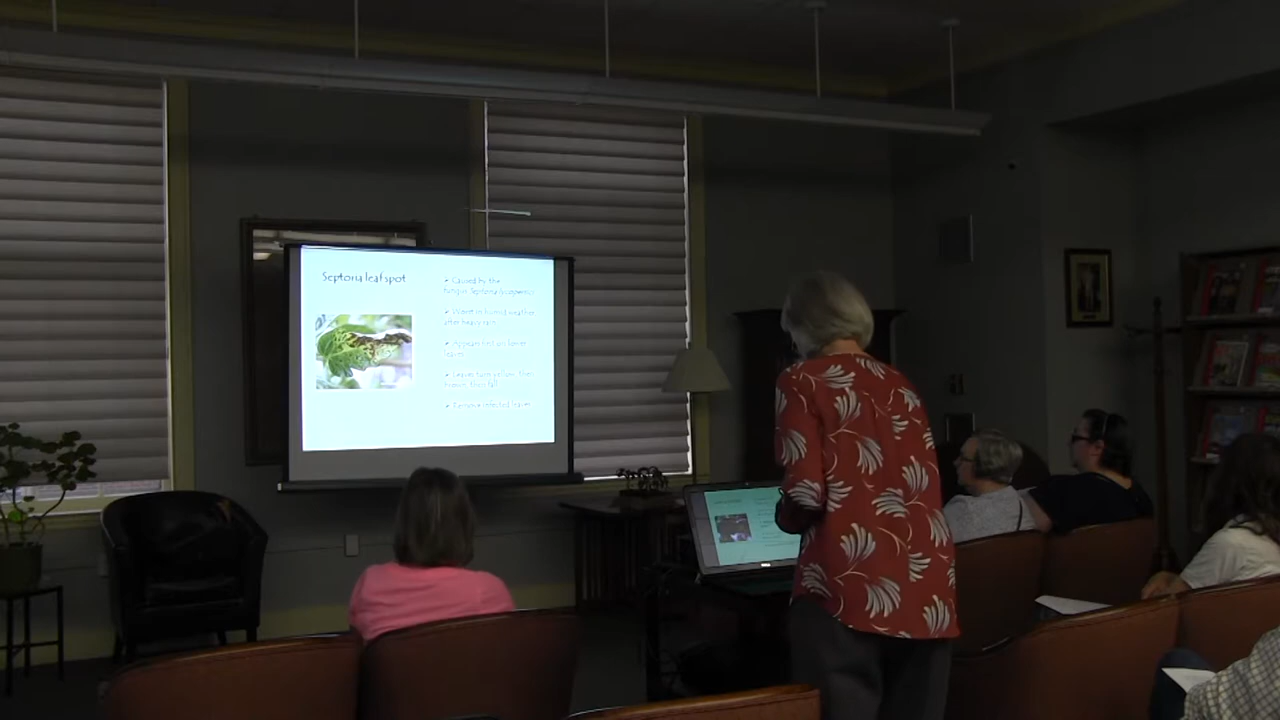 Septoria leaf spot
✓ Caused by the
fungus Septoria lycopersici
✓ Worst in humid weather,
after heavy rain
✓ Appears first on lower
leaves
✓ Leaves turn yellow, then
brown, then fall
✓ Remove infected leaves